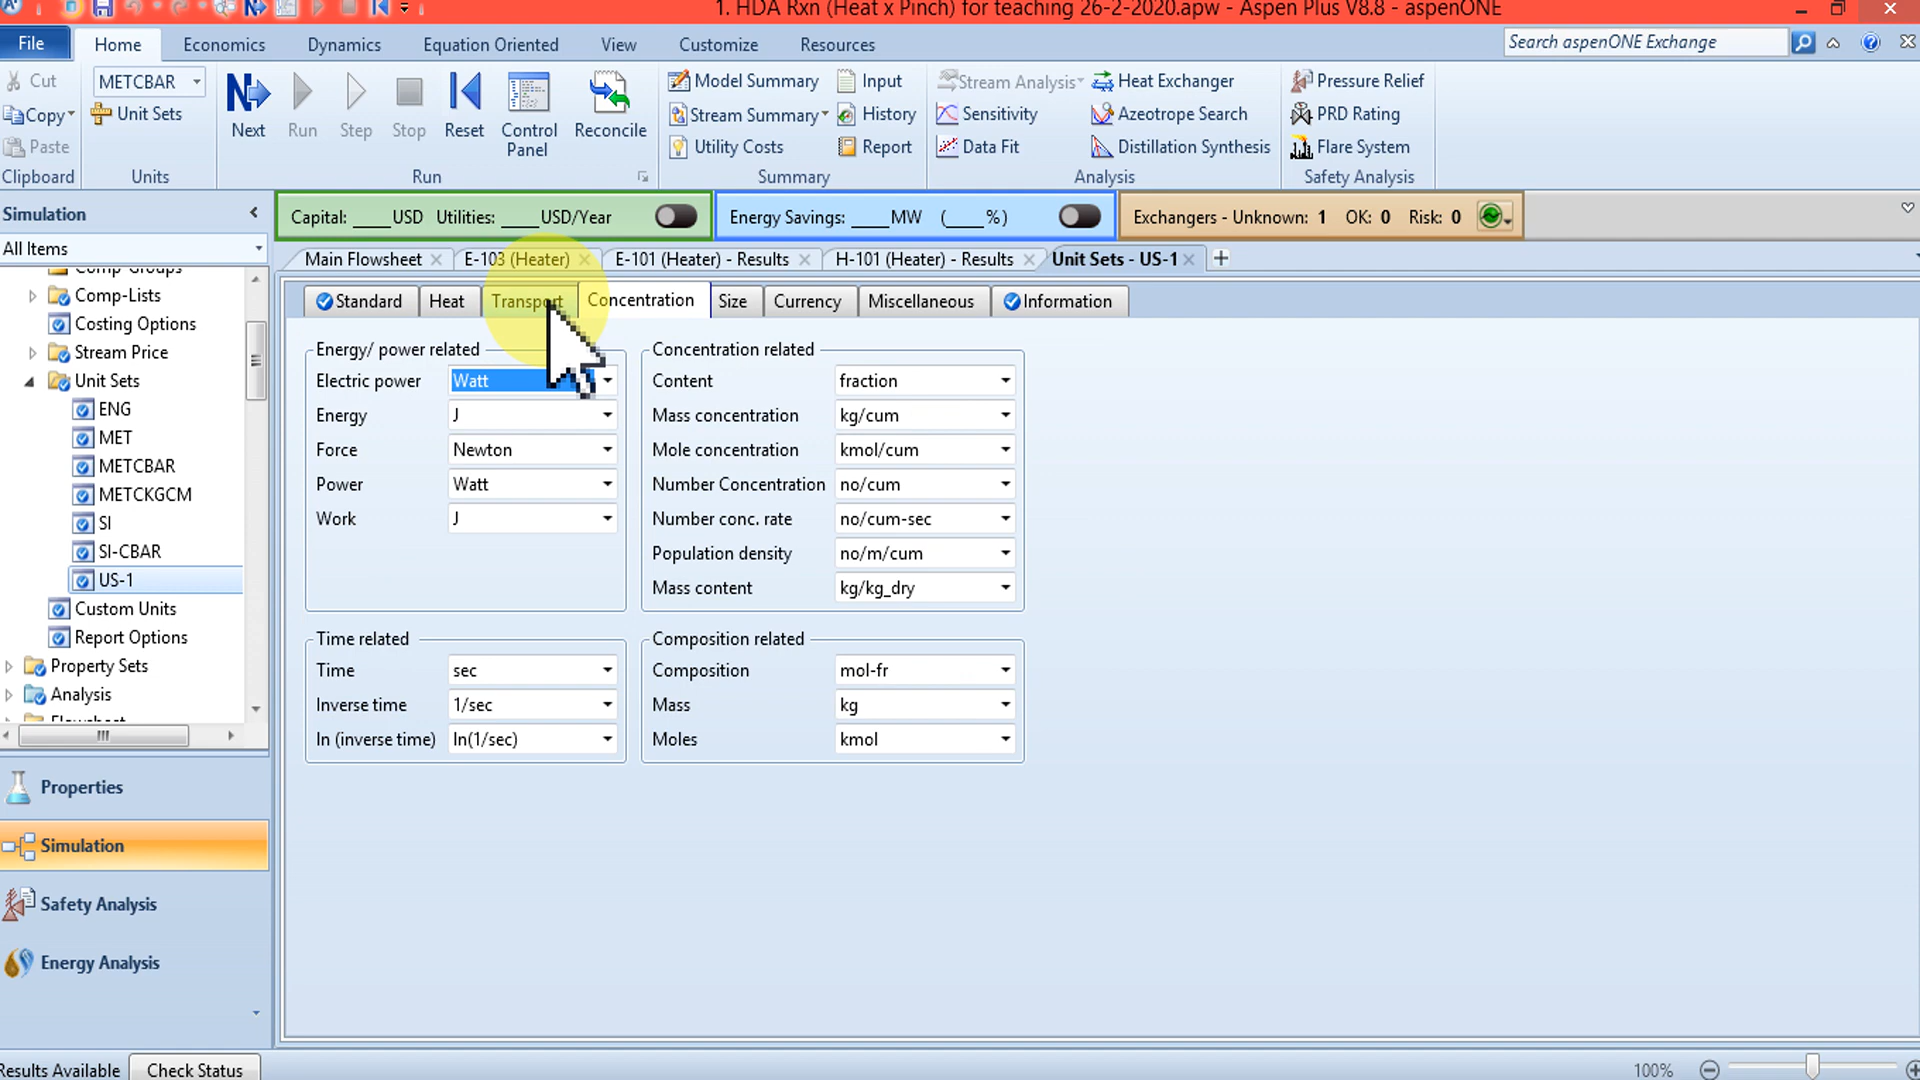 1. HDA Rxn (Heat x Pinch) for teaching 26-2-2020.apw - Aspen Plus V8.8 - aspenONE
File Home Economics Dynamics Equation Oriented View Customize Resources Search aspenONE Exchange
Cut
Copy
Paste
Clipboard
METCBAR
Unit Sets
Units
N
Next
Run
Step
Stop
Reset
Control
Panel
Reconcile
Run
Model Summary
Stream Summary
Utility Costs
Input
History
Report
Summary
Stream Analysis
Sensitivity
Data Fit
Heat Exchanger
Azeotrope Search
Distillation Synthesis
Analysis
Pressure Relief
PRD Rating
Flare System
Safety Analysis
Simulation
All Items
Comp-Groups
Comp-Lists
Costing Options
Stream Price
Unit Sets
ENG
MET
METCBAR
METCKGCM
SI
SI-CBAR
US-1
Custom Units
Report Options
Property Sets
Analysis
Flowsheet
Properties
Simulation
Safety Analysis
Energy Analysis
Capital: ____USD Utilities: ____USD/Year
Energy Savings: ____MW (____%)
Exchangers - Unknown: 1 OK: 0 Risk: 0
Main Flowsheet E-103 (Heater) E-101 (Heater) - Results H-101 (Heater) - Results Unit Sets - US-1
Standard Heat Transport Concentration Size Currency Miscellaneous Information
Energy/ power related
Electric power Watt
Energy J
Force Newton
Power Watt
Work J
Concentration related
Content fraction
Mass concentration kg/cum
Mole concentration kmol/cum
Number Concentration no/cum
Number conc. rate no/cum-sec
Population density no/m/cum
Mass content kg/kg_dry
Time related
Time sec
Inverse time 1/sec
In (inverse time) ln(1/sec)
Composition related
Composition mol-fr
Mass kg
Moles kmol
Results Available Check Status 100%